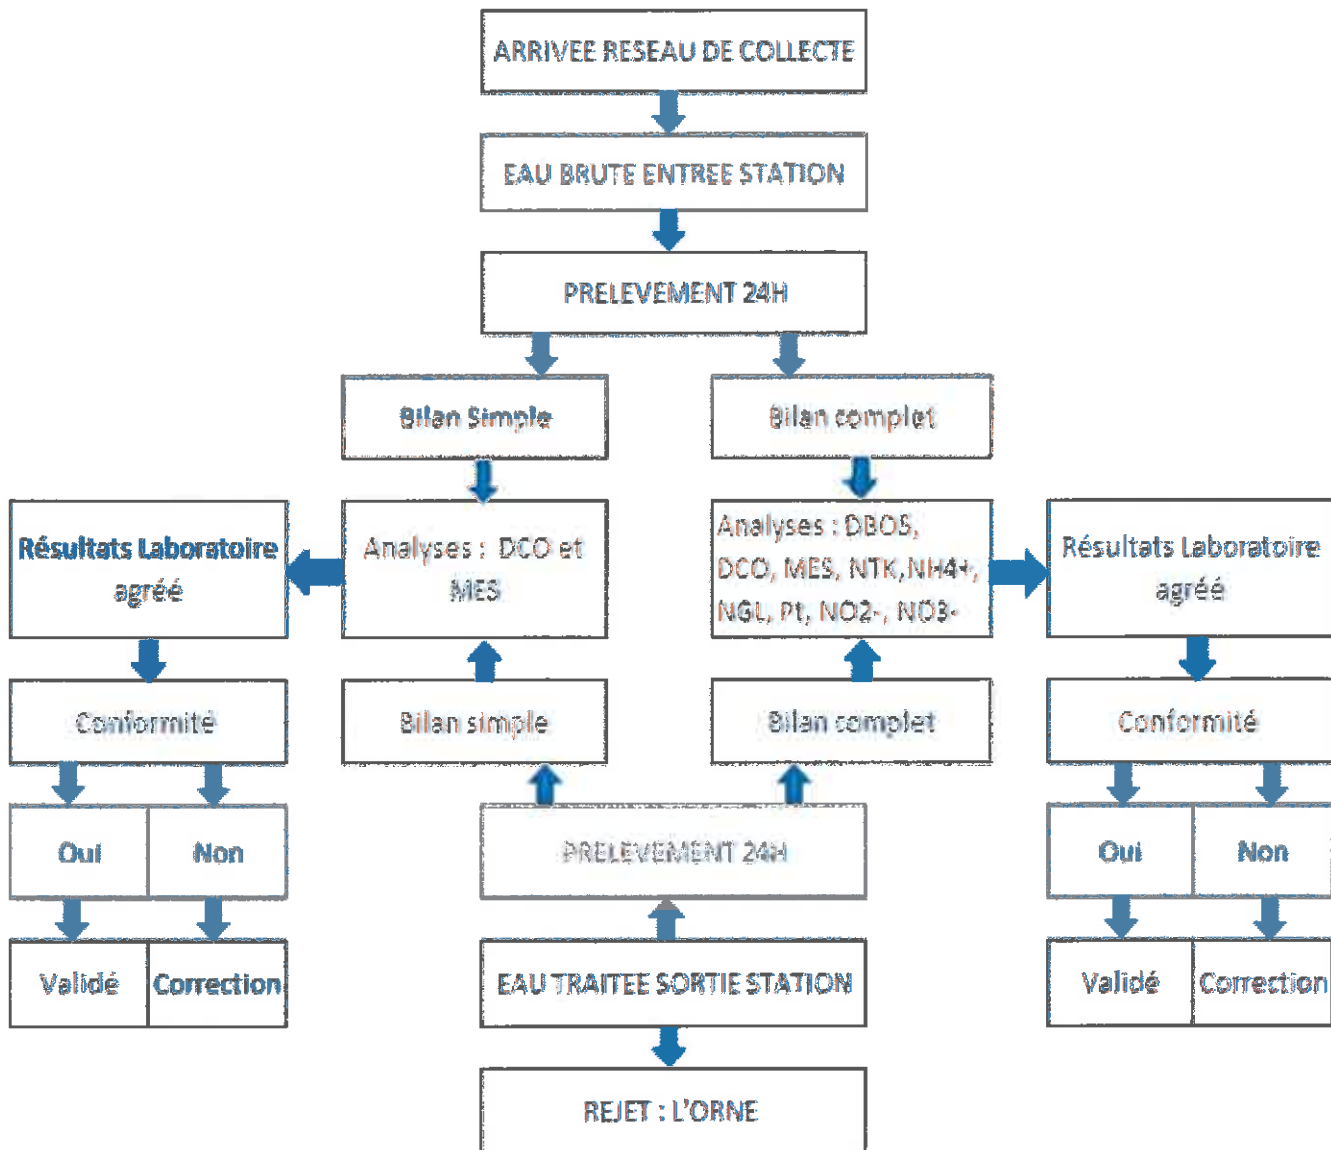 ARRIVEE RESEAU DE COLLECTE
EAU BRUTE ENTREE STATION
PRELEVEMENT 24H
Bilan Simple
Bilan complet
Résultats Laboratoire
agréé
Analyses : DCO et
MES
Analyses : DBO5,
DCO, MES, NTK,NH4+,
NGL, Pt, NO2-, NO3-
Résultats Laboratoire
agréé
Conformité
Bilan simple
Bilan complet
Conformité
Oui
Non
PRELEVEMENT 24H
Oui
Non
Validé
Correction
EAU TRAITEE SORTIE STATION
Validé
Correction
REJET : L'ORNE